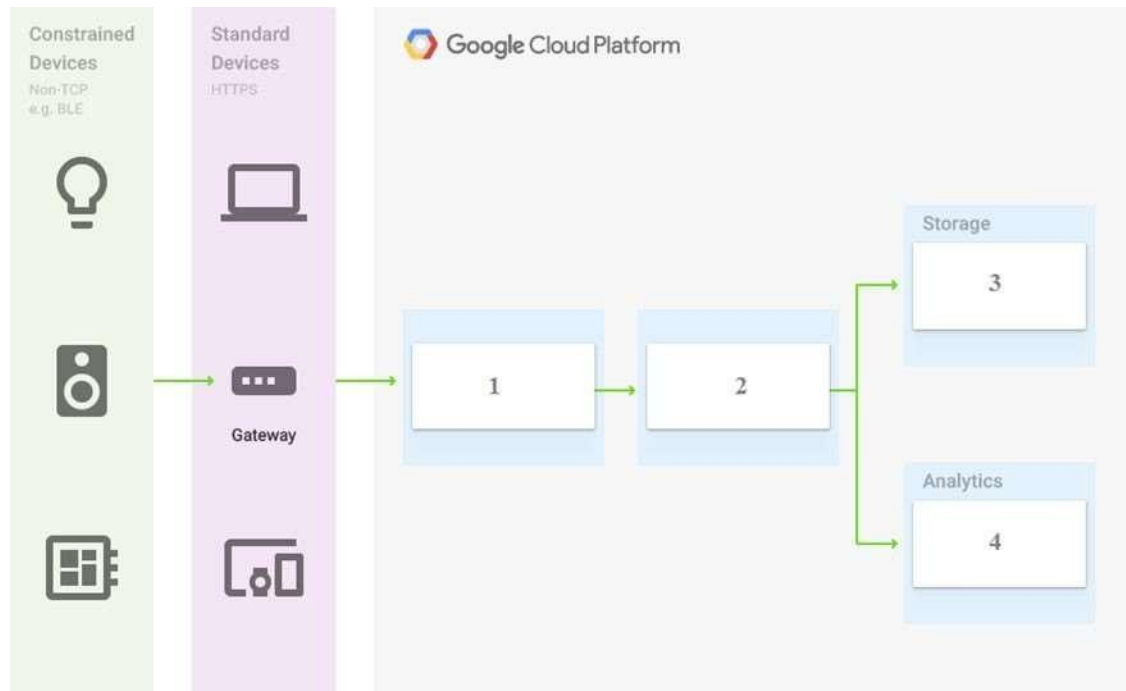 Constrained
Devices
Non-TCP
e.g. BLE
Standard
Devices
HTTPS
Gateway
Google Cloud Platform
1
2
Storage
3
Analytics
4